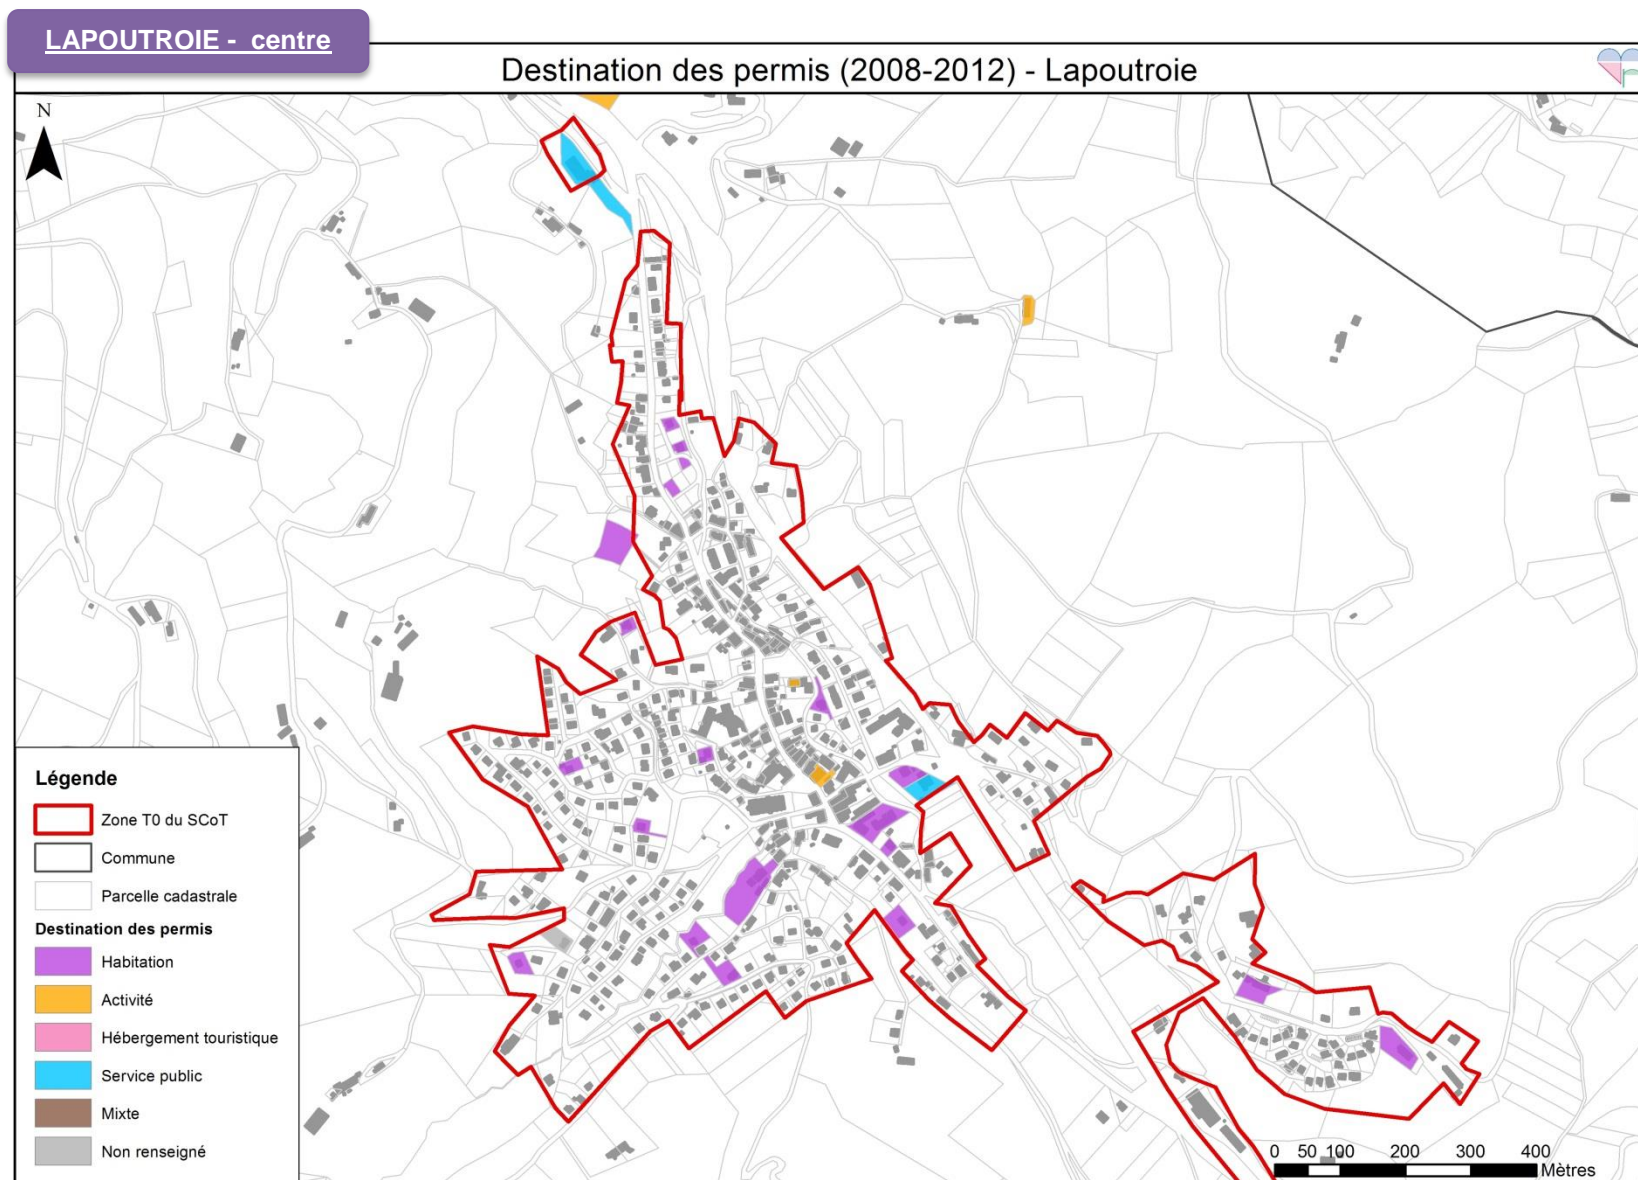 LAPOUTROIE - centre
Destination des permis (2008-2012) - Lapoutroie
N
Légende
Zone T0 du SCoT
Commune
Parcelle cadastrale
Destination des permis
Habitation
Activité
Hébergement touristique
Service public
Mixte
Non renseigné
0 50 100 200 300 400
Mètres